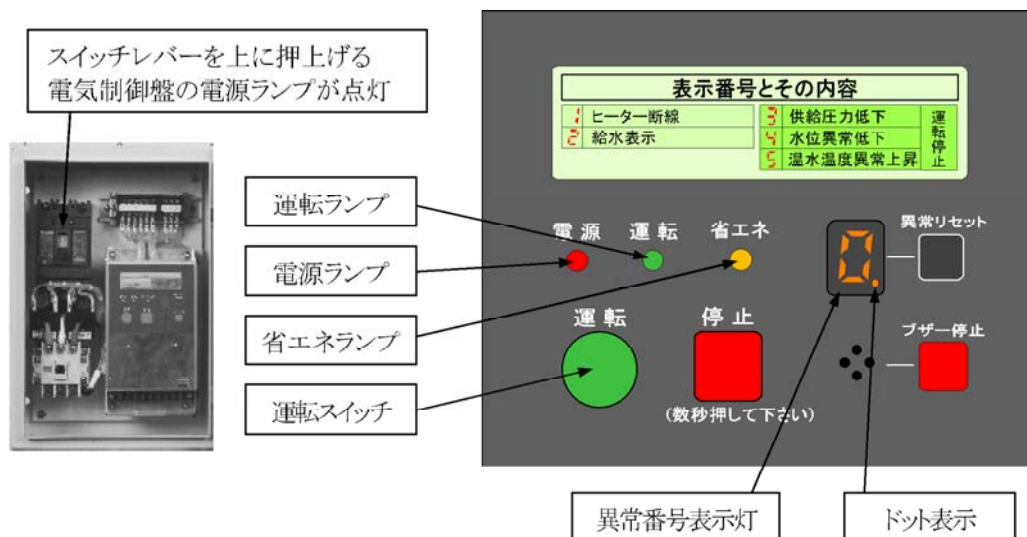 スイッチレバーを上に押上げる
電気制御盤の電源ランプが点灯
表示番号とその内容
1 ヒーター断線
2 給水表示
3 供給圧力低下
4 水位異常低下
5 温水温度異常上昇
運転停止
運転ランプ
電源ランプ
省エネランプ
運転スイッチ
電源 運転 省エネ
異常リセット
0.
運転 停止
ブザー停止
(数秒押して下さい)
異常番号表示灯
ドット表示